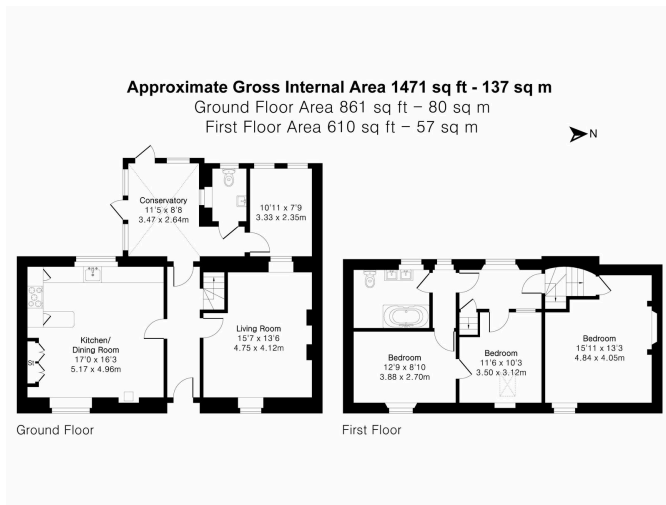 Approximate Gross Internal Area 1471 sq ft - 137 sq m
Ground Floor Area 861 sq ft – 80 sq m
First Floor Area 610 sq ft – 57 sq m
N
Conservatory
11'5 x 8'8
3.47 x 2.64m
10'11 x 7'9
3.33 x 2.35m
Kitchen/
Dining Room
17'0 x 16'3
5.17 x 4.96m
St
Living Room
15'7 x 13'6
4.75 x 4.12m
Ground Floor
Bedroom
12'9 x 8'10
3.88 x 2.70m
Bedroom
11'6 x 10'3
3.50 x 3.12m
Bedroom
15'11 x 13'3
4.84 x 4.05m
First Floor